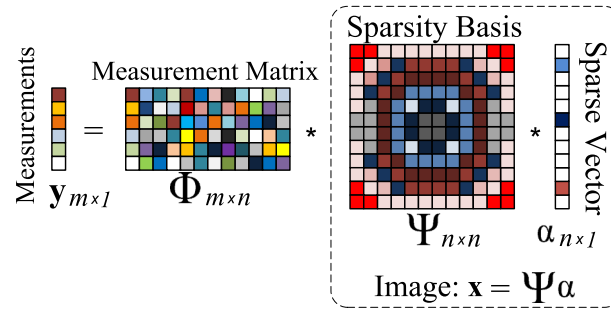 Sparsity Basis
Measurement Matrix
Measurements
=
*
*
Sparse Vector
y m×1
Φ m×n
Ψ n×n
α n×1
Image: x = Ψα